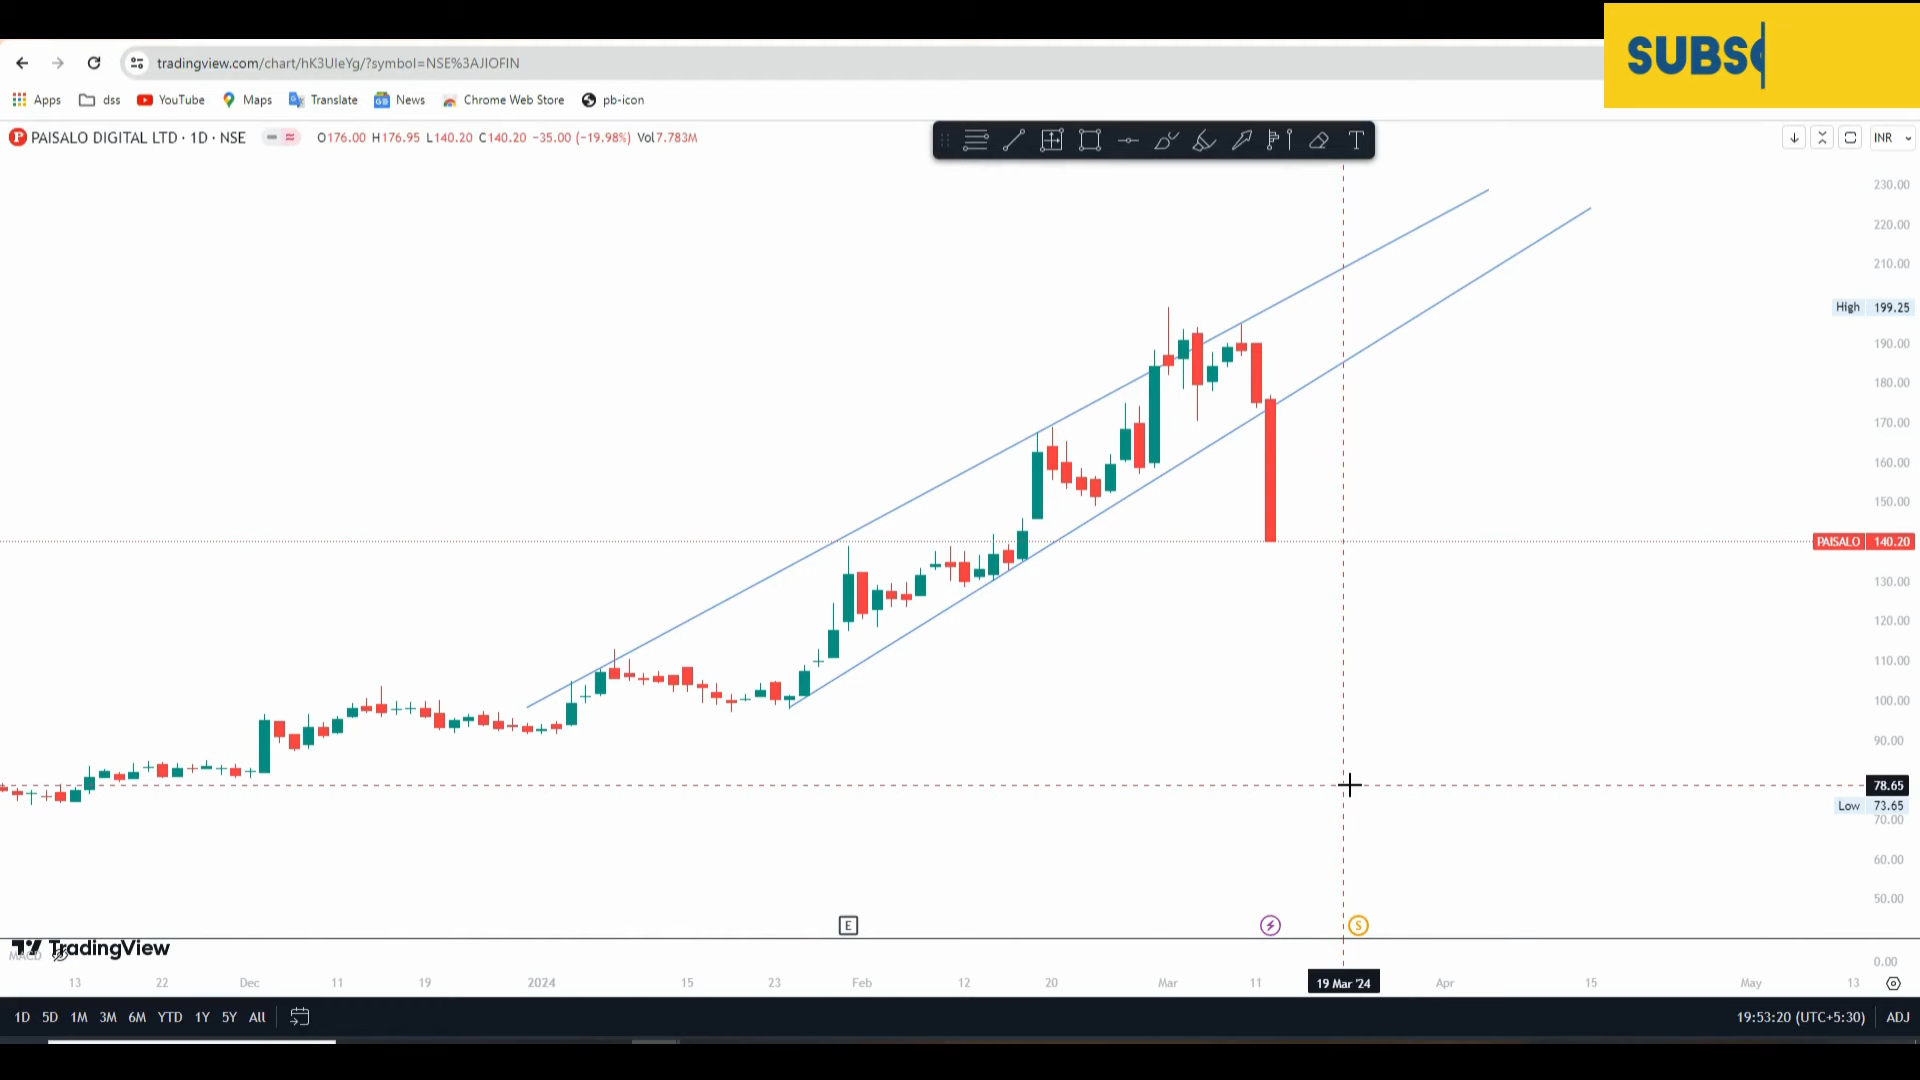 SUBSC
tradingview.com/chart/hK3UIeYg/?symbol=NSE%3AJIOFIN
Apps dss YouTube Maps Translate News Chrome Web Store pb-icon
PAISALO DIGITAL LTD · 1D · NSE O176.00 H176.95 L140.20 C140.20 −35.00 (−19.98%) Vol7.783M
INR
230.00
220.00
210.00
High 199.25
190.00
180.00
170.00
160.00
150.00
PAISALO 140.20
130.00
120.00
110.00
100.00
90.00
78.65
Low 73.65
70.00
60.00
50.00
E S
TradingView
MACD
0.00
13 22 Dec 11 19 2024 15 23 Feb 12 20 Mar 11 19 Mar '24 Apr 15 May 13
1D 5D 1M 3M 6M YTD 1Y 5Y All 19:53:20 (UTC+5:30) ADJ